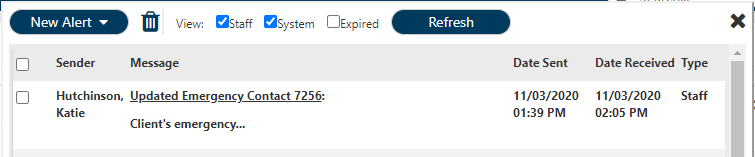 New Alert View: Staff System Expired Refresh
Sender Message Date Sent Date Received Type
Hutchinson, Updated Emergency Contact 7256: 11/03/2020 11/03/2020 Staff
Katie 01:39 PM 02:05 PM
Client's emergency...